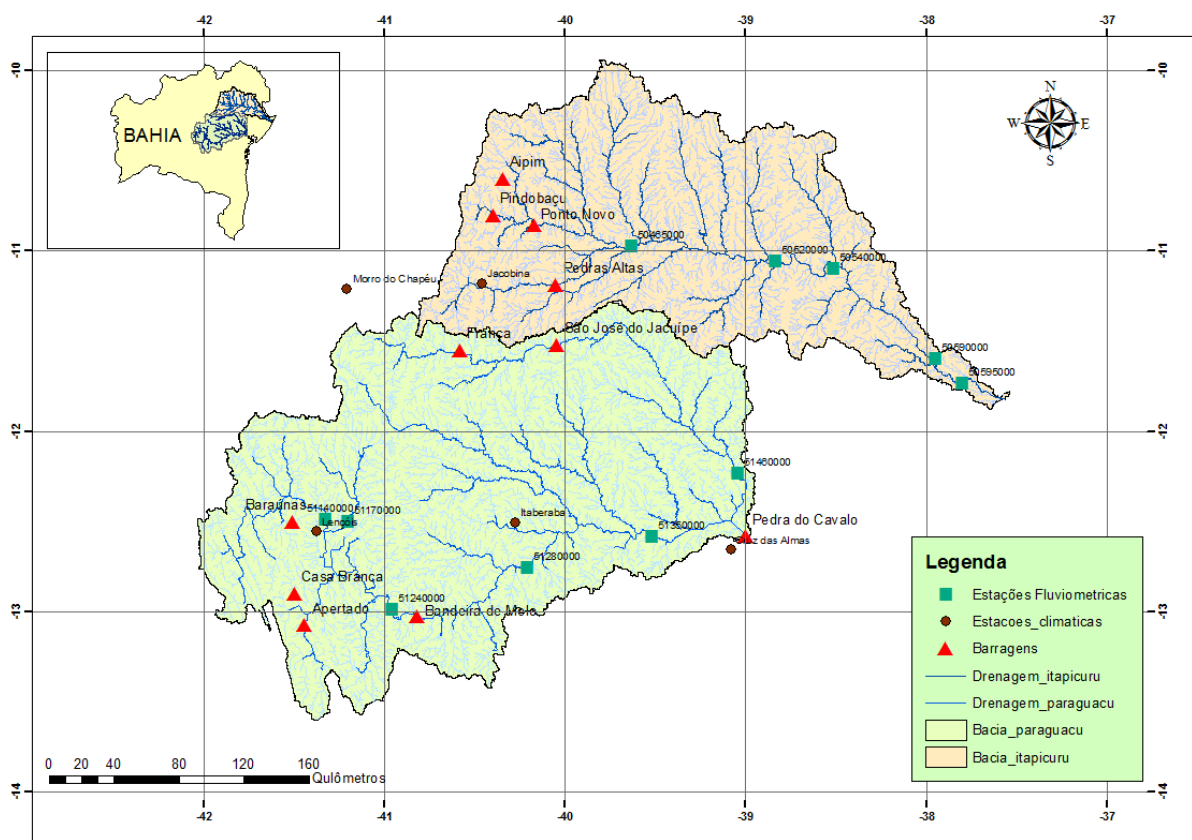 -42 -41 -40 -39 -38 -37
-10 -10
BAHIA
N
W E
S
Aipim
Pindobaçu
Ponto Novo
50465000
-11 -11
50520000
50540000
Pedras Altas
Jacobina
Morro do Chapéu
São José do Jacuípe
França
50590000
50595000
-12 -12
51460000
Baraúnas
51140000
51170000
Lençois
Itaberaba
51350000
Pedra do Cavalo
Cruz das Almas
51280000
Casa Branca
Apertado
51240000
Bandeira de Melo
-13 -13
Legenda
Estações Fluviometricas
Estacoes_climaticas
Barragens
Drenagem_itapicuru
Drenagem_paraguacu
Bacia_paraguacu
Bacia_itapicuru
0 20 40 80 120 160
Qulômetros
-14 -14
-42 -41 -40 -39 -38 -37